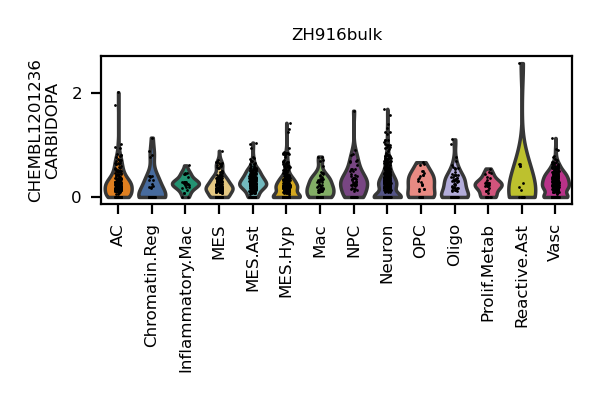 ZH916bulk
CHEMBL1201236
CARBIDOPA
2
0
AC
Chromatin.Reg
Inflammatory.Mac
MES
MES.Ast
MES.Hyp
Mac
NPC
Neuron
OPC
Oligo
Prolif.Metab
Reactive.Ast
Vasc